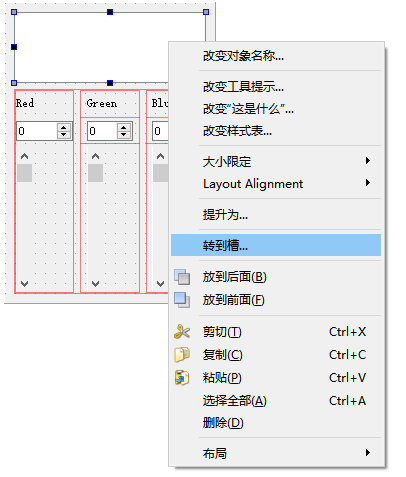 Red Green Blu
0 0 0
改变对象名称...
改变工具提示...
改变“这是什么”...
改变样式表...
大小限定
Layout Alignment
提升为...
转到槽...
放到后面(B)
放到前面(F)
剪切(T) Ctrl+X
复制(C) Ctrl+C
粘贴(P) Ctrl+V
选择全部(A) Ctrl+A
删除(D)
布局